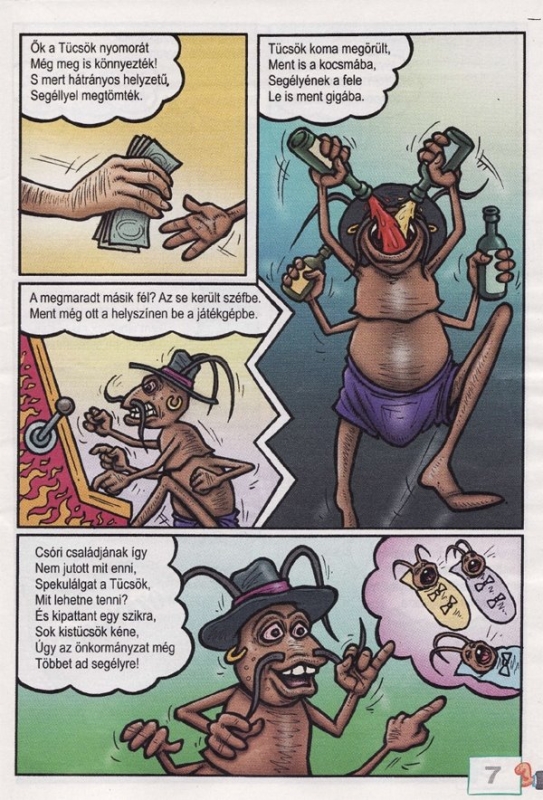 Ők a Tücsök nyomorát
Még meg is könnyezték!
S mert hátrányos helyzetű,
Segéllyel megtömték.
Tücsök koma megörült,
Ment is a kocsmába,
Segélyének a fele
Le is ment gigába.
A megmaradt másik fél? Az se került széfbe.
Ment még ott a helyszínen be a játékgépbe.
Csóri családjának így
Nem jutott mit enni,
Spekulálgat a Tücsök,
Mit lehetne tenni?
És kipattant egy szikra,
Sok kistücsök kéne,
Úgy az önkormányzat még
Többet ad segélyre!
7